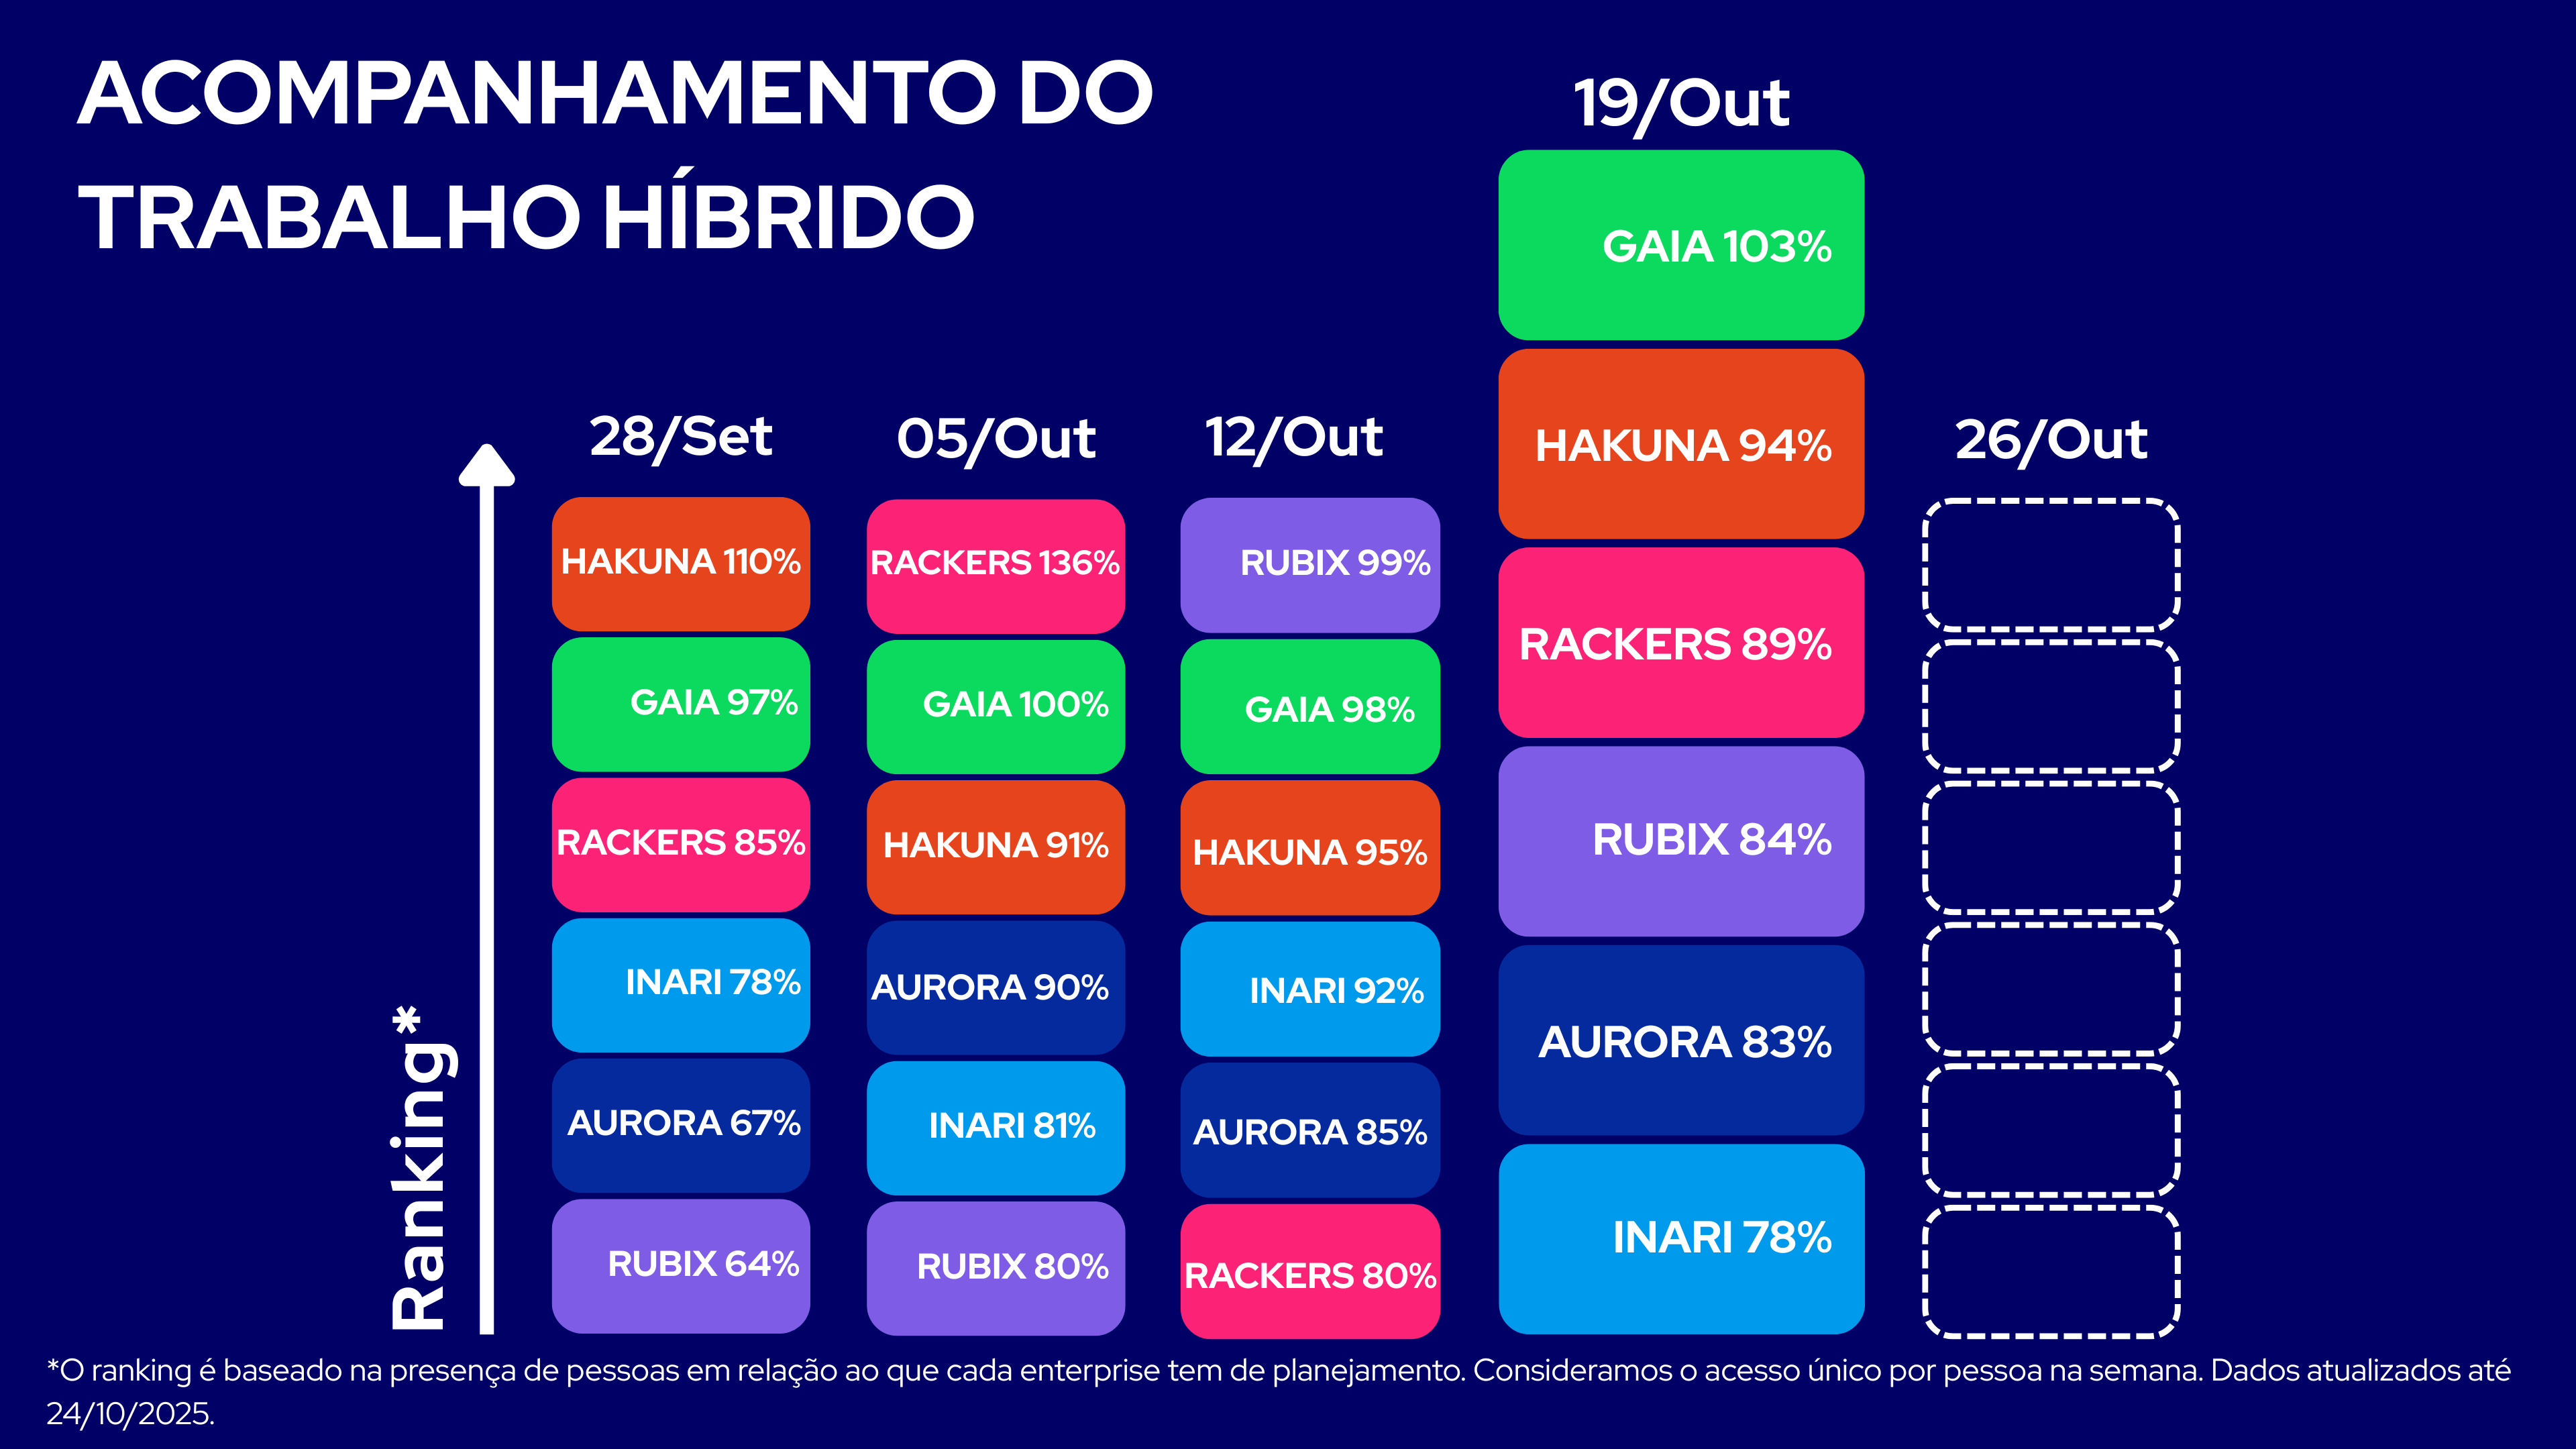 ACOMPANHAMENTO DO
TRABALHO HÍBRIDO
Ranking*
28/Set
HAKUNA 110%
GAIA 97%
RACKERS 85%
INARI 78%
AURORA 67%
RUBIX 64%
05/Out
RACKERS 136%
GAIA 100%
HAKUNA 91%
AURORA 90%
INARI 81%
RUBIX 80%
12/Out
RUBIX 99%
GAIA 98%
HAKUNA 95%
INARI 92%
AURORA 85%
RACKERS 80%
19/Out
GAIA 103%
HAKUNA 94%
RACKERS 89%
RUBIX 84%
AURORA 83%
INARI 78%
26/Out
*O ranking é baseado na presença de pessoas em relação ao que cada enterprise tem de planejamento. Consideramos o acesso único por pessoa na semana. Dados atualizados até
24/10/2025.